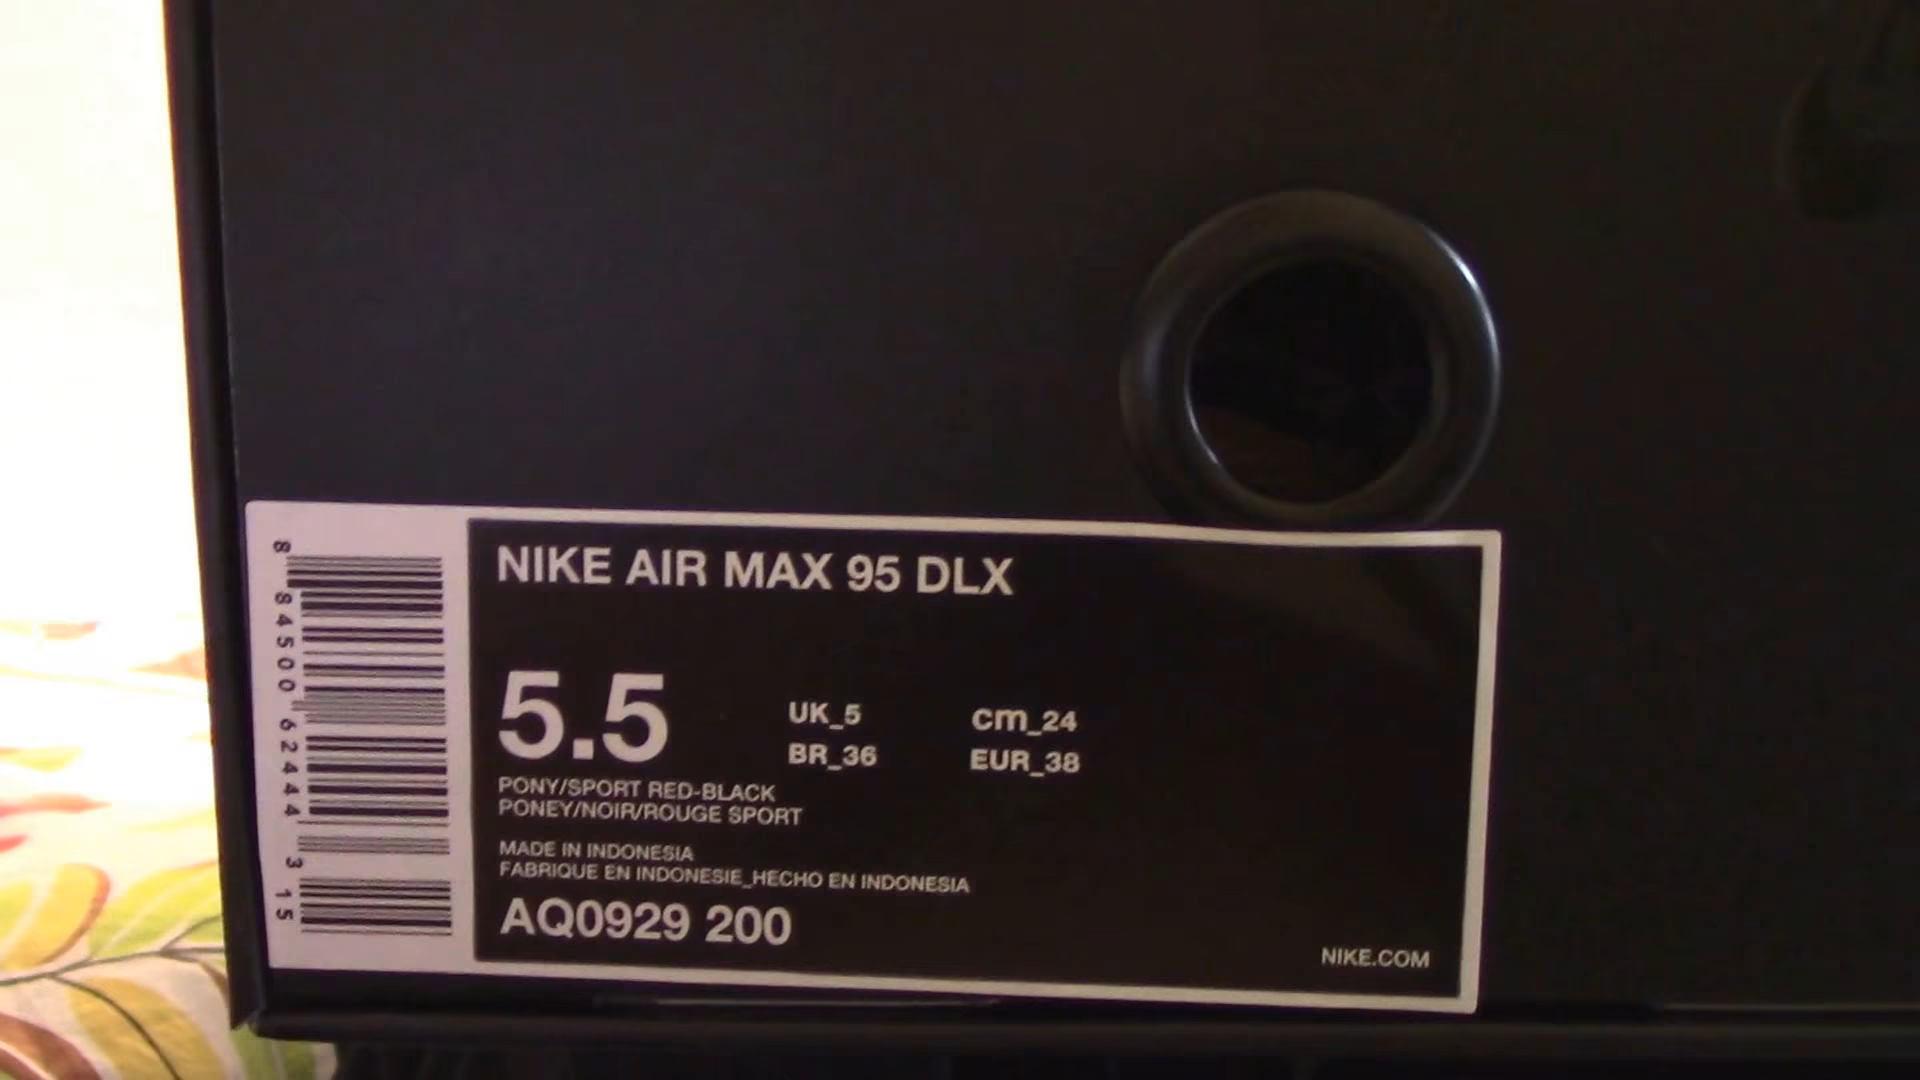 NIKE AIR MAX 95 DLX
5.5
UK_5 cm_24
BR_36 EUR_38
PONY/SPORT RED-BLACK
PONEY/NOIR/ROUGE SPORT
MADE IN INDONESIA
FABRIQUE EN INDONESIE_HECHO EN INDONESIA
AQ0929 200
NIKE.COM
8 84500 62444 3 15